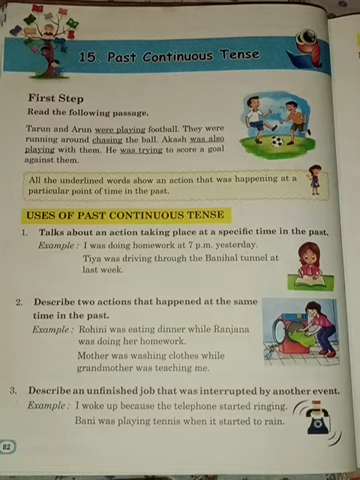 15 Past Continuous Tense
First Step
Read the following passage.
Tarun and Arun were playing football. They were
running around chasing the ball. Akash was also
playing with them. He was trying to score a goal
against them.
All the underlined words show an action that was happening at a
particular point of time in the past.
USES OF PAST CONTINUOUS TENSE
1. Talks about an action taking place at a specific time in the past.
Example : I was doing homework at 7 p.m. yesterday.
Tiya was driving through the Banihal tunnel at
last week.
2. Describe two actions that happened at the same
time in the past.
Example : Rohini was eating dinner while Ranjana
was doing her homework.
Mother was washing clothes while
grandmother was teaching me.
3. Describe an unfinished job that was interrupted by another event.
Example : I woke up because the telephone started ringing.
Bani was playing tennis when it started to rain.
82